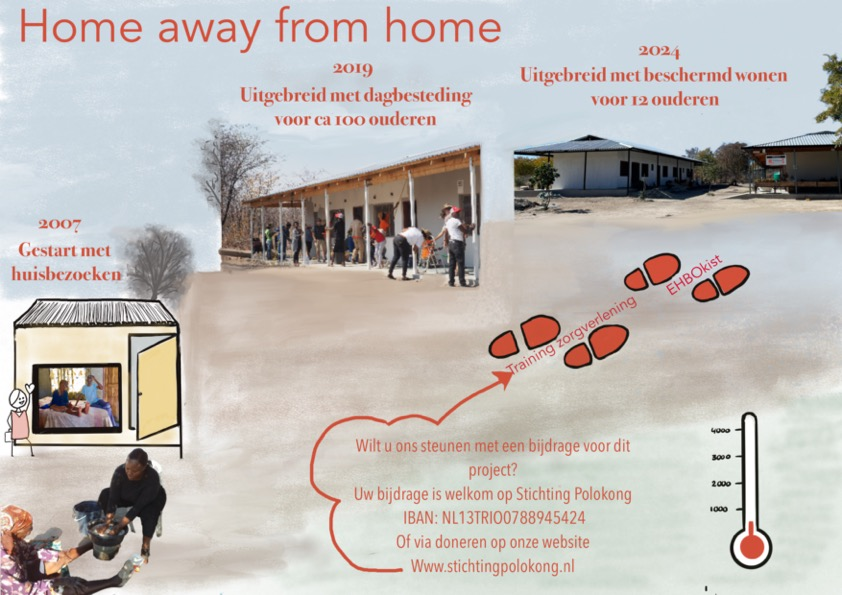 Home away from home
2019
Uitgebreid met dagbesteding
voor ca 100 ouderen
2024
Uitgebreid met beschermd wonen
voor 12 ouderen
2007
Gestart met
huisbezoeken
EHBOkist
Training zorgverlening
Wilt u ons steunen met een bijdrage voor dit
project?
Uw bijdrage is welkom op Stichting Polokong
IBAN: NL13TRIO0788945424
Of via doneren op onze website
Www.stichtingpolokong.nl
4000
3000
2000
1000